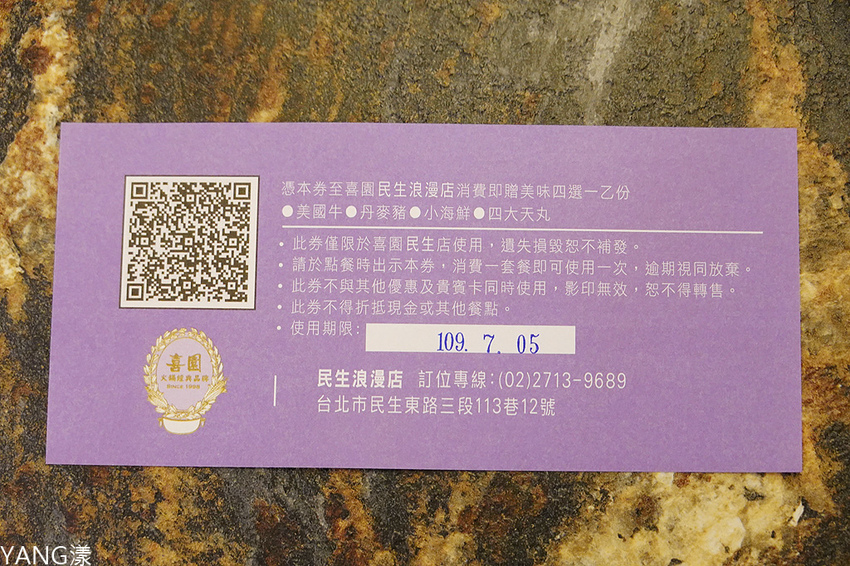 憑本券至喜園民生浪漫店消費即贈美味四選一乙份
●美國牛●丹麥豬●小海鮮●四大天丸
• 此券僅限於喜園民生店使用，遺失損毀恕不補發。
• 請於點餐時出示本券，消費一套餐即可使用一次，逾期視同放棄。
• 此券不與其他優惠及貴賓卡同時使用，影印無效，恕不得轉售。
• 此券不得折抵現金或其他餐點。
• 使用期限: 109. 7. 05
喜園
火鍋經典品牌
SINCE 1988
民生浪漫店 訂位專線:(02)2713-9689
台北市民生東路三段113巷12號
YANG漾